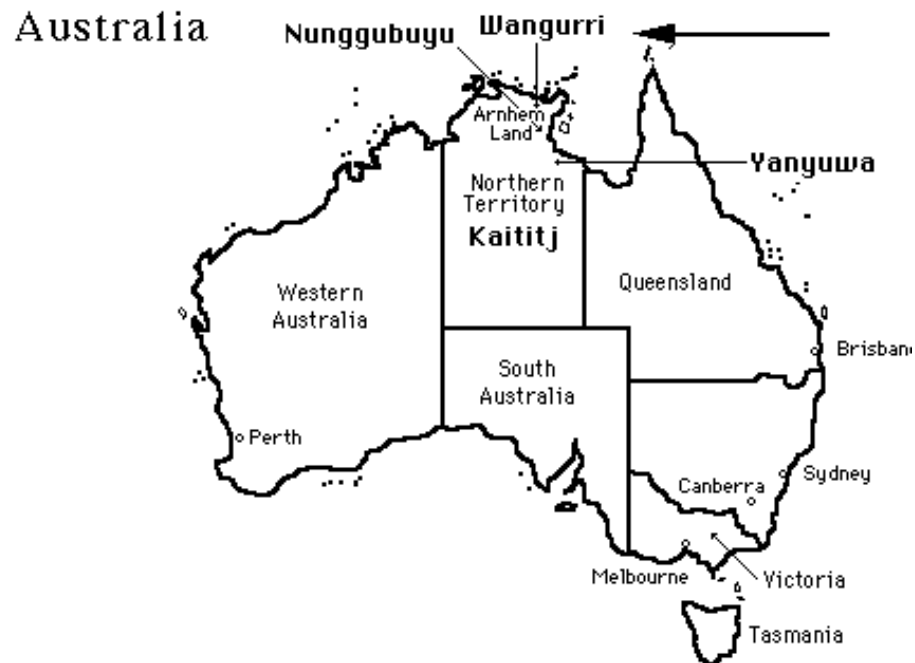 Australia
Nunggubuyu
Wangurri
Arnhem
Land
Yanyuwa
Northern
Territory
Kaititj
Western
Australia
Queensland
Brisban
South
Australia
Perth
Canberra
Sydney
Melbourne
Victoria
Tasmania